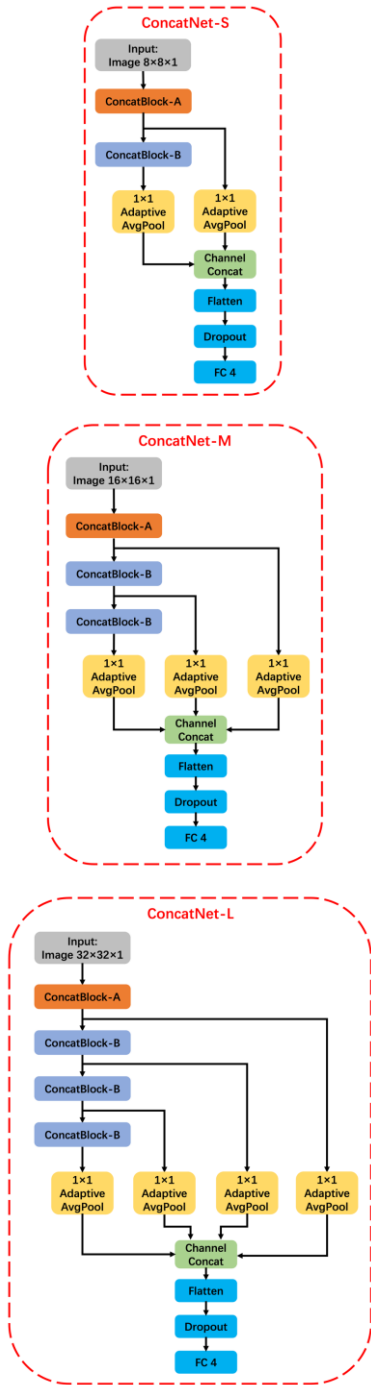 ConcatNet-S
Input:
Image 8×8×1
ConcatBlock-A
ConcatBlock-B
1×1
Adaptive
AvgPool
1×1
Adaptive
AvgPool
Channel
Concat
Flatten
Dropout
FC 4
ConcatNet-M
Input:
Image 16×16×1
ConcatBlock-A
ConcatBlock-B
ConcatBlock-B
1×1
Adaptive
AvgPool
1×1
Adaptive
AvgPool
1×1
Adaptive
AvgPool
Channel
Concat
Flatten
Dropout
FC 4
ConcatNet-L
Input:
Image 32×32×1
ConcatBlock-A
ConcatBlock-B
ConcatBlock-B
ConcatBlock-B
1×1
Adaptive
AvgPool
1×1
Adaptive
AvgPool
1×1
Adaptive
AvgPool
1×1
Adaptive
AvgPool
Channel
Concat
Flatten
Dropout
FC 4